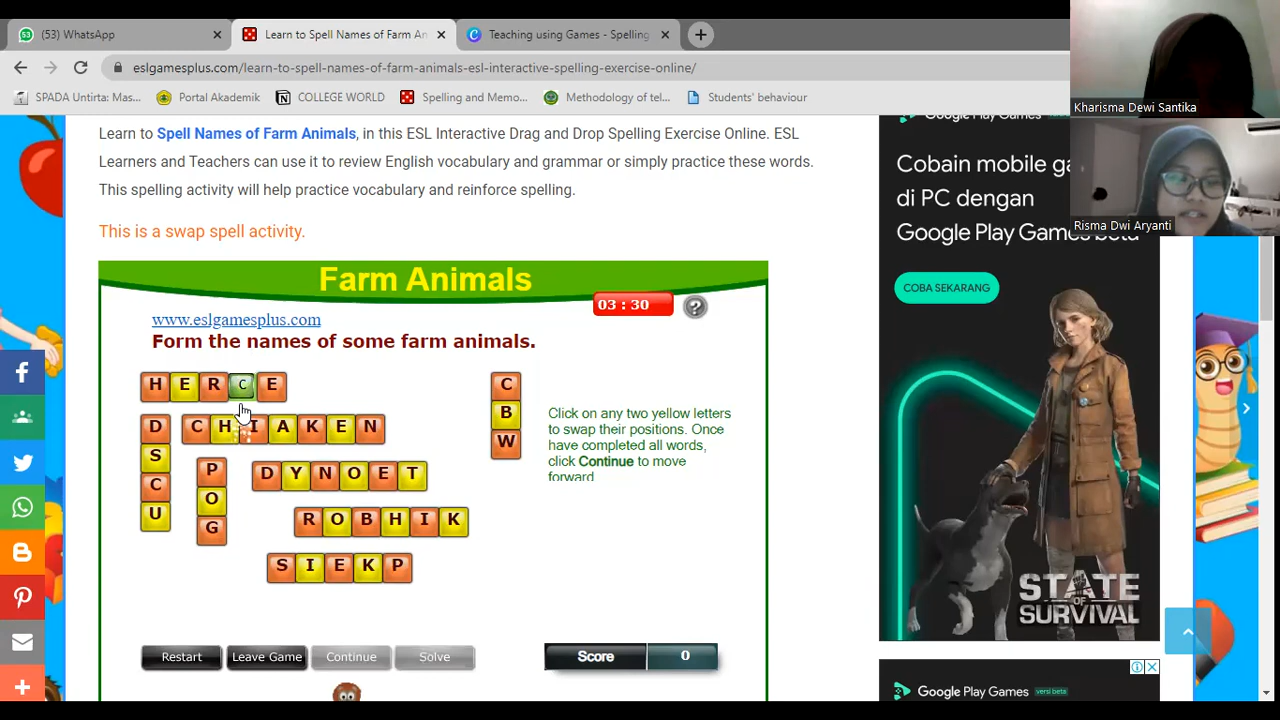 (53) WhatsApp
Learn to Spell Names of Farm An
Teaching using Games - Spelling
eslgamesplus.com/learn-to-spell-names-of-farm-animals-esl-interactive-spelling-exercise-online/
SPADA Untirta: Mas...
Portal Akademik
COLLEGE WORLD
Spelling and Memo...
Methodology of tel...
Students' behaviour
Kharisma Dewi Santika
Risma Dwi Aryanti
Learn to Spell Names of Farm Animals, in this ESL Interactive Drag and Drop Spelling Exercise Online. ESL
Learners and Teachers can use it to review English vocabulary and grammar or simply practice these words.
This spelling activity will help practice vocabulary and reinforce spelling.
This is a swap spell activity.
Farm Animals
03 : 30
?
www.eslgamesplus.com
Form the names of some farm animals.
H E R C E
D S C U
C H I A K E N
P O G
D Y N O E T
R O B H I K
S I E K P
C B W
Click on any two yellow letters
to swap their positions. Once
have completed all words,
click Continue to move
forward
Restart
Leave Game
Continue
Solve
Score
0
Google Play Games
Cobain mobile ga
di PC dengan
Google Play Games beta
COBA SEKARANG
STATE OF SURVIVAL
Google Play Games versi beta